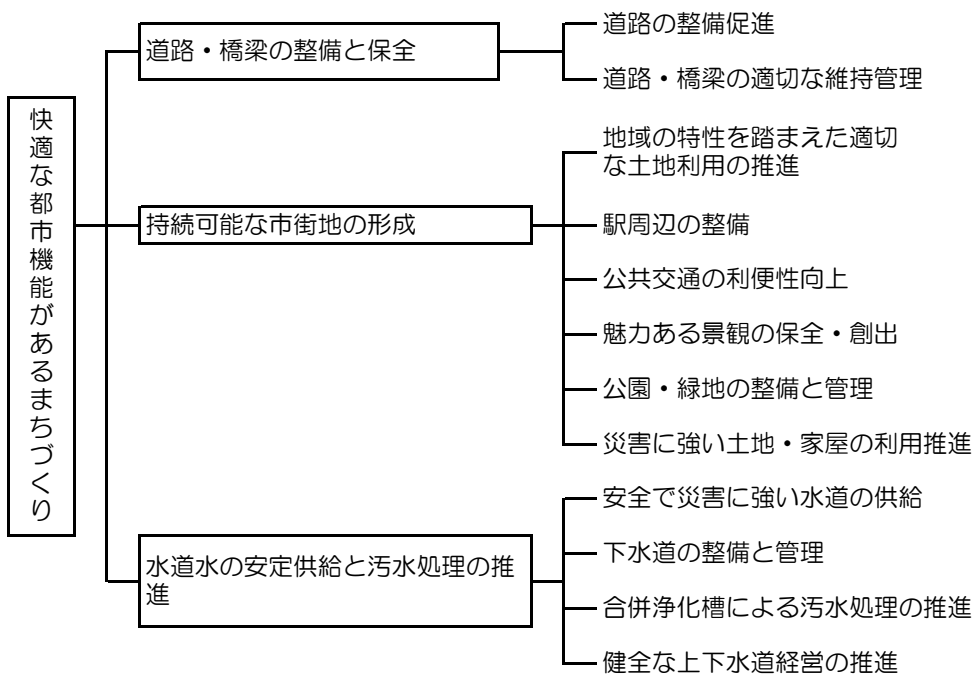 快適な都市機能があるまちづくり
道路・橋梁の整備と保全
道路の整備促進
道路・橋梁の適切な維持管理
持続可能な市街地の形成
地域の特性を踏まえた適切
な土地利用の推進
駅周辺の整備
公共交通の利便性向上
魅力ある景観の保全・創出
公園・緑地の整備と管理
災害に強い土地・家屋の利用推進
水道水の安定供給と汚水処理の推
進
安全で災害に強い水道の供給
下水道の整備と管理
合併浄化槽による汚水処理の推進
健全な上下水道経営の推進